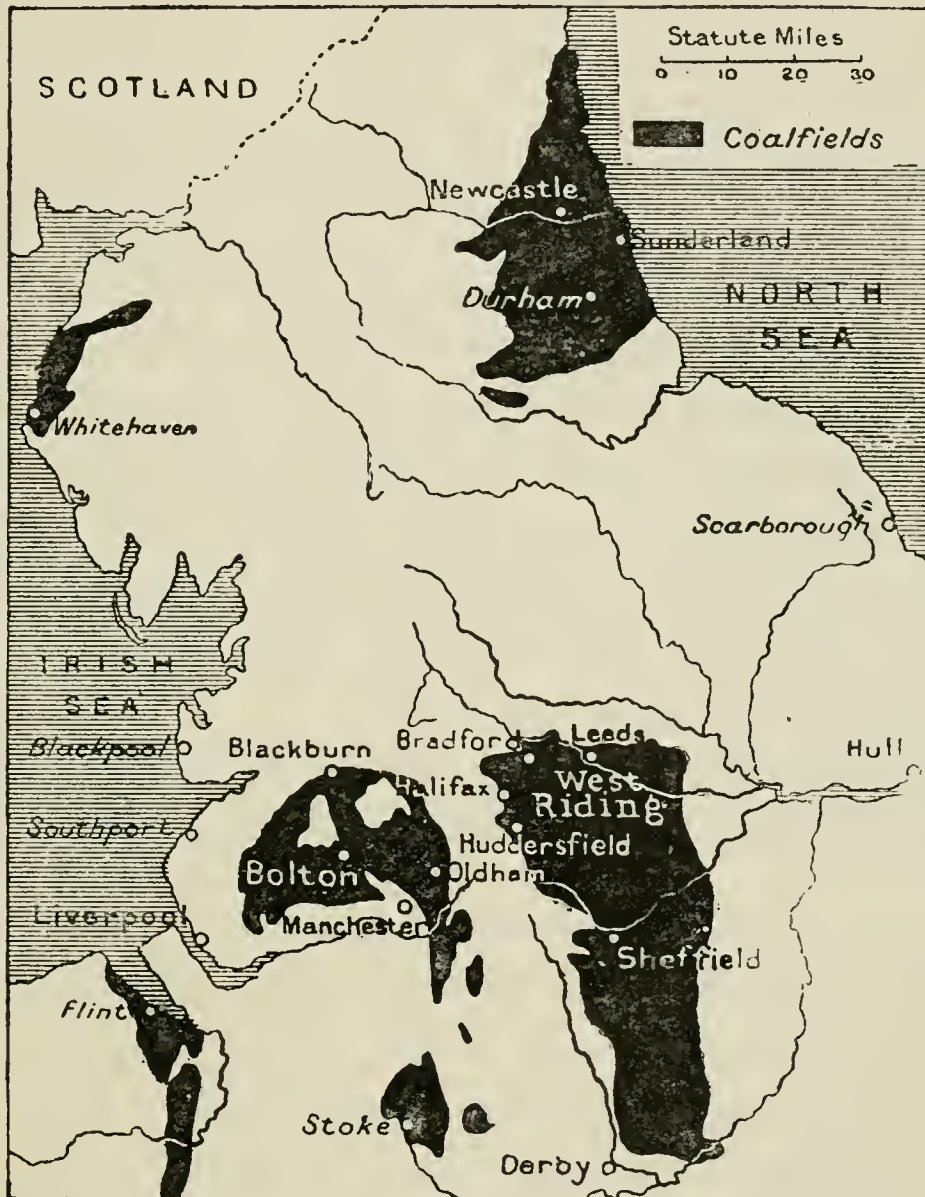 Statute Miles
0 10 20 30
SCOTLAND
Coalfields
Newcastle
Sunderland
Durham
NORTH
SEA
Whitehaven
Scarborough
IRISH
SEA
Blackpool
Blackburn
Bradford
Leeds
Hull
Halifax
West
Riding
Southport
Huddersfield
Bolton
Oldham
Liverpool
Manchester
Sheffield
Flint
Stoke
Derby